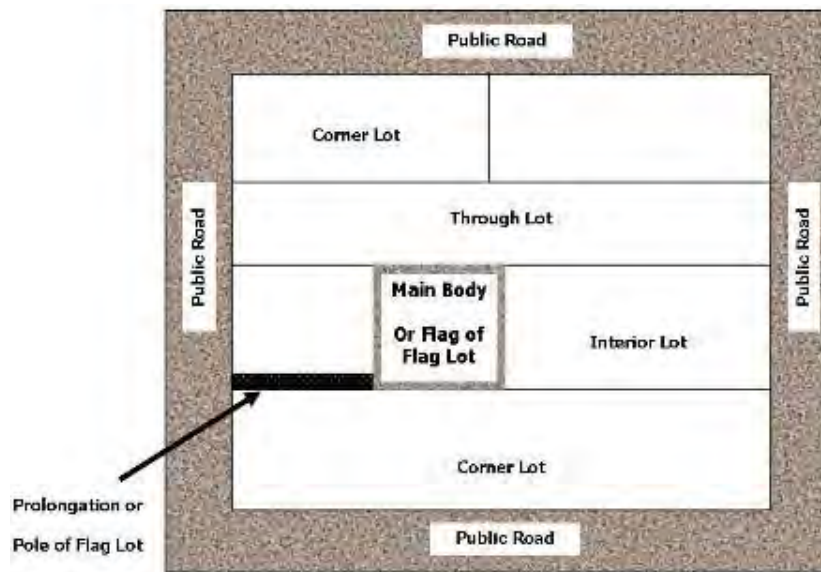 Public Road
Corner Lot
Public Road
Through Lot
Public Road
Main Body
Or Flag of
Flag Lot
Interior Lot
Corner Lot
Prolongation or
Pole of Flag Lot
Public Road